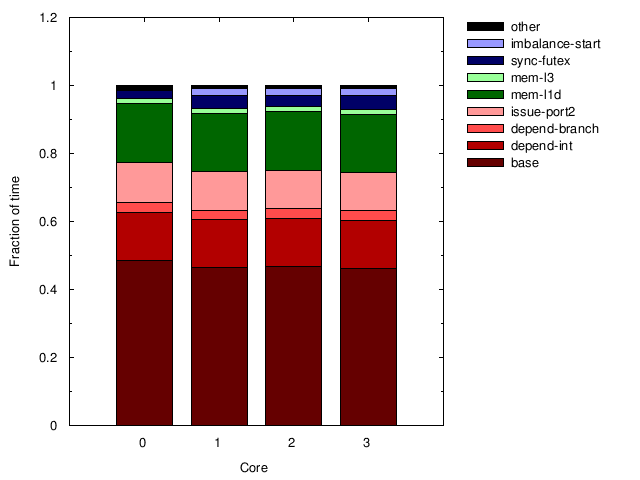 1.2
1
0.8
0.6
0.4
0.2
0
Fraction of time
0 1 2 3
Core
other
imbalance-start
sync-futex
mem-l3
mem-l1d
issue-port2
depend-branch
depend-int
base